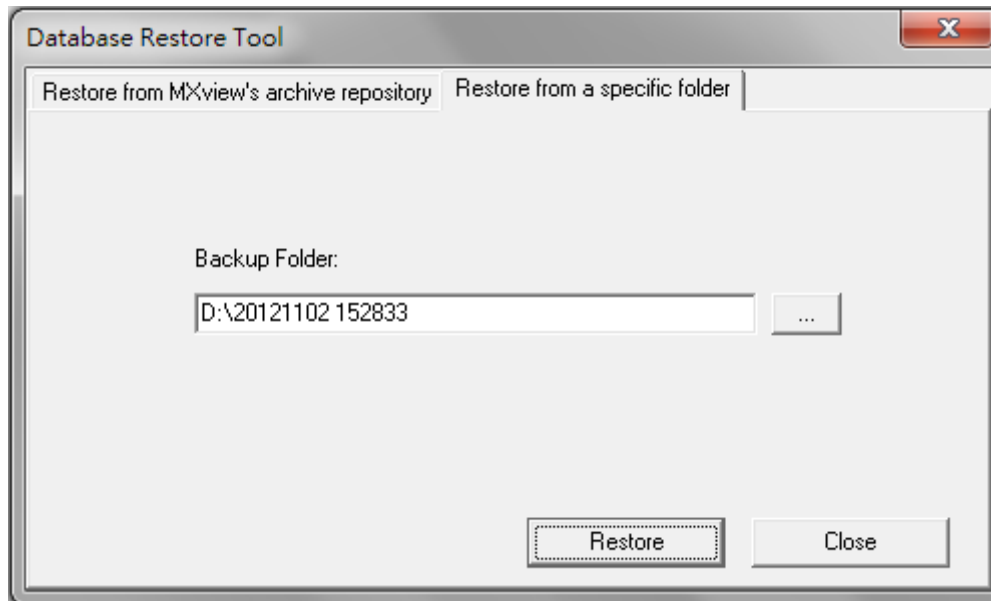 Database Restore Tool
Restore from MXview's archive repository
Restore from a specific folder
Backup Folder:
D:\20121102 152833
...
Restore
Close